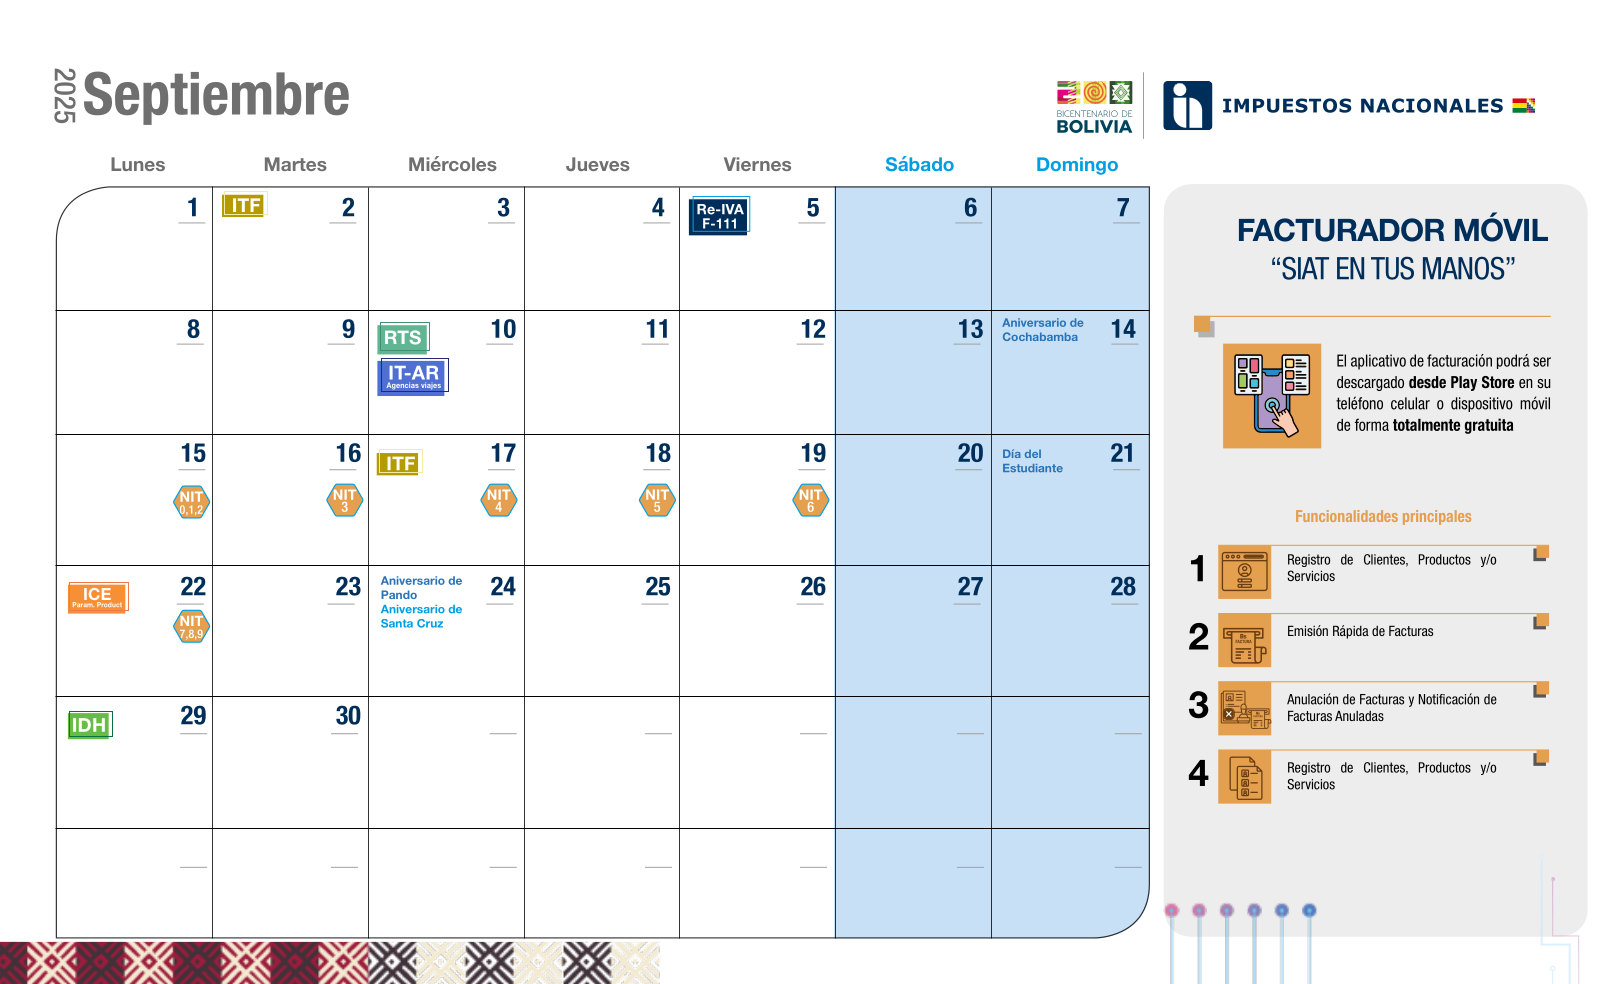 2025
Septiembre
BICENTENARIO DE
BOLIVIA
IMPUESTOS NACIONALES
Lunes
Martes
Miércoles
Jueves
Viernes
Sábado
Domingo
1
ITF
2
3
4
Re-IVA
F-111
5
6
7
8
9
RTS
IT-AR
Agencias viajes
10
11
12
13
Aniversario de
Cochabamba
14
15
NIT
0,1,2
16
NIT
3
ITF
17
NIT
4
18
NIT
5
19
NIT
6
20
Día del
Estudiante
21
ICE
Param. Product
22
NIT
7,8,9
23
Aniversario de
Pando
Aniversario de
Santa Cruz
24
25
26
27
28
IDH
29
30
FACTURADOR MÓVIL
“SIAT EN TUS MANOS”
El aplicativo de facturación podrá ser
descargado desde Play Store en su
teléfono celular o dispositivo móvil
de forma totalmente gratuita
Funcionalidades principales
1
Registro de Clientes, Productos y/o
Servicios
2
Bs
FACTURA
Emisión Rápida de Facturas
3
Anulación de Facturas y Notificación de
Facturas Anuladas
4
Registro de Clientes, Productos y/o
Servicios